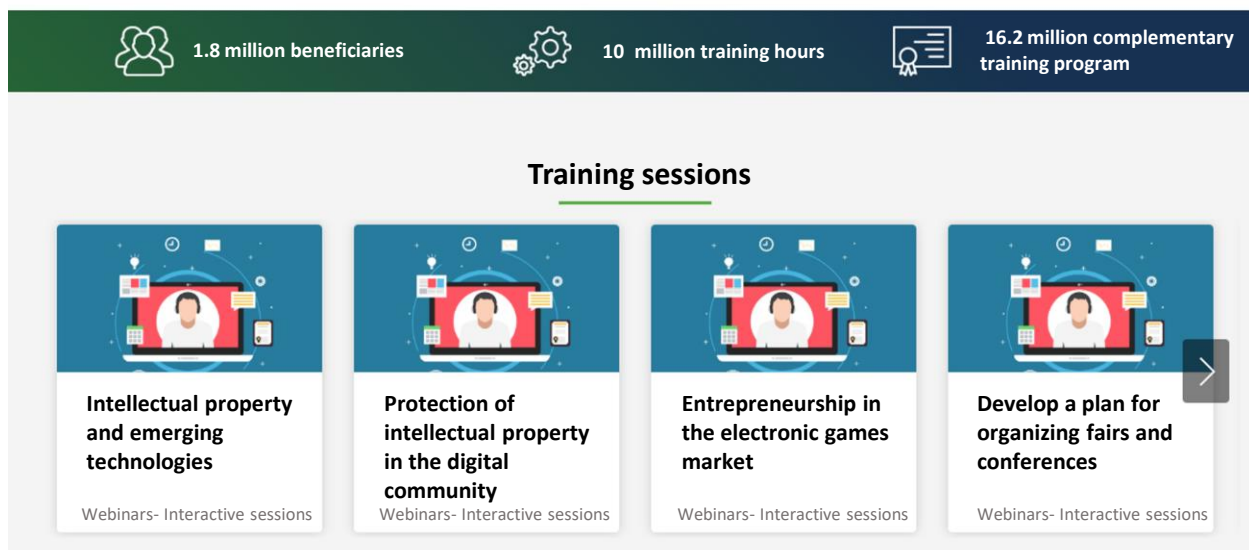 1.8 million beneficiaries
10 million training hours
16.2 million complementary
training program
Training sessions
Intellectual property
and emerging
technologies
Webinars- Interactive sessions
Protection of
intellectual property
in the digital
community
Webinars- Interactive sessions
Entrepreneurship in
the electronic games
market
Webinars- Interactive sessions
Develop a plan for
organizing fairs and
conferences
Webinars- Interactive sessions